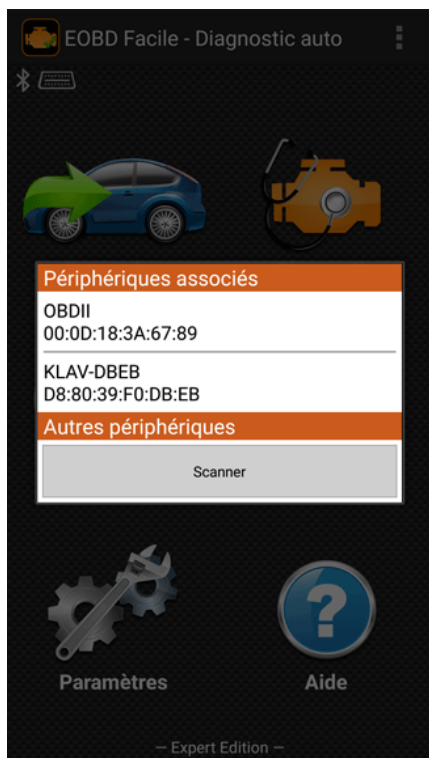 EOBD Facile - Diagnostic auto
Périphériques associés
OBDII
00:0D:18:3A:67:89
KLAV-DBEB
D8:80:39:F0:DB:EB
Autres périphériques
Scanner
Paramètres
Aide
— Expert Edition —